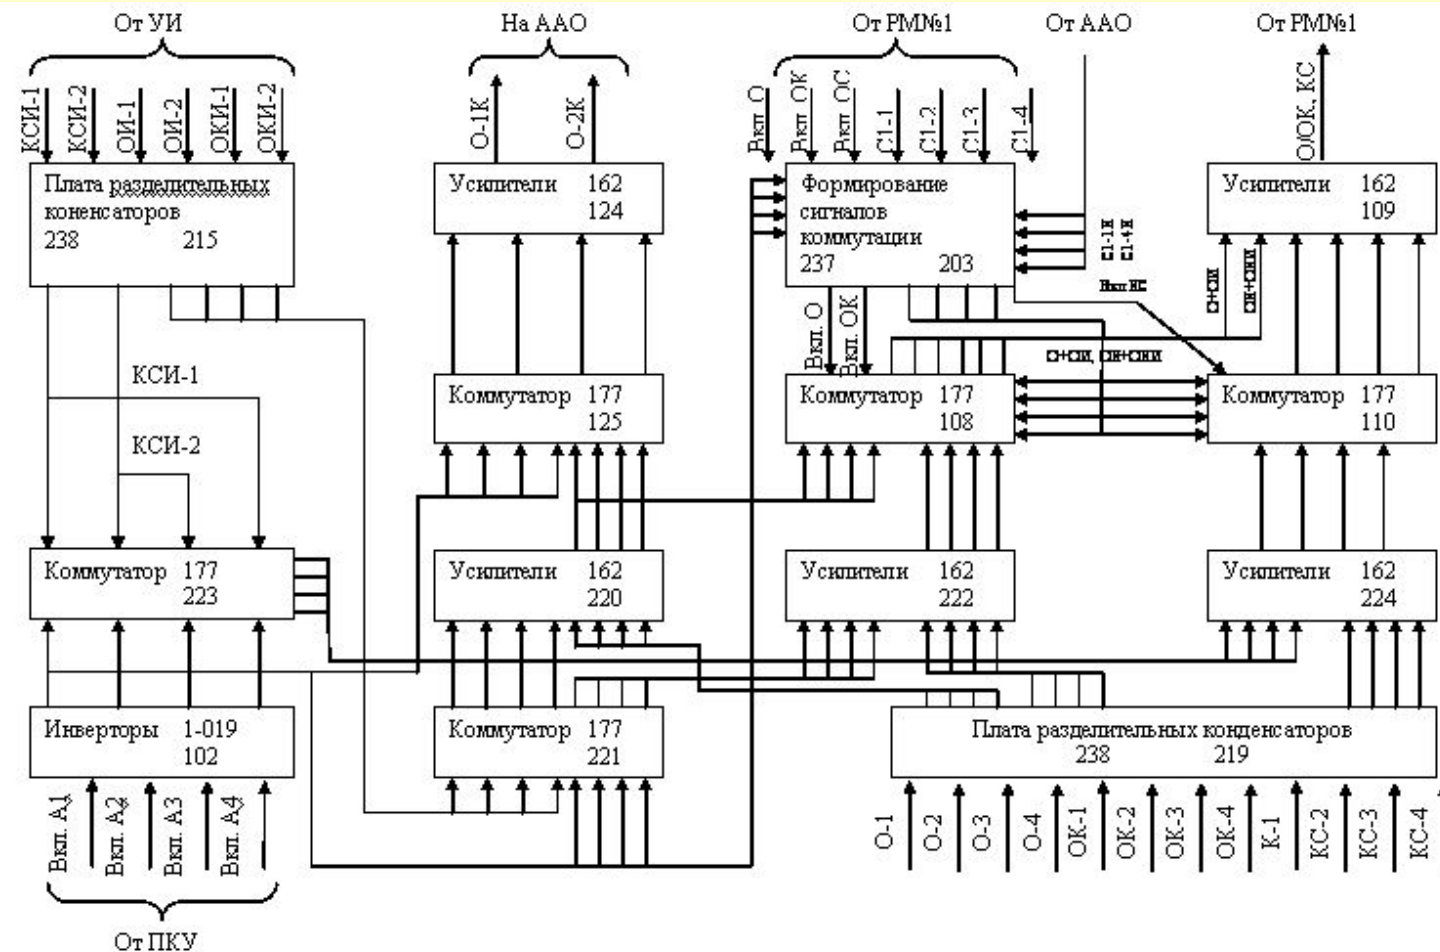 От УИ
На ААО
От РМ№1
От ААО
От РМ№1
КСИ-1
КСИ-2
ОИ-1
ОИ-2
ОКИ-1
ОКИ-2
О-1К
О-2К
Вкл О
Вкл ОК
Вкл ОС
С1-1
С1-2
С1-3
С1-4
О/ОК, КС
Плата разделительных
коненсаторов
238 215
Усилители 162
124
Формирование
сигналов
коммутации
237 203
Усилители 162
109
Вкл. О
Вкл. ОК
КСИ-1
КСИ-2
Коммутатор 177
125
Коммутатор 177
108
Коммутатор 177
110
Коммутатор 177
223
Усилители 162
220
Усилители 162
222
Усилители 162
224
Инверторы 1-019
102
Коммутатор 177
221
Плата разделительных конденсаторов
238 219
Вкл. А1
Вкл. А2
Вкл. А3
Вкл. А4
О-1
О-2
О-3
О-4
ОК-1
ОК-2
ОК-3
ОК-4
К-1
КС-2
КС-3
КС-4
От ПКУ